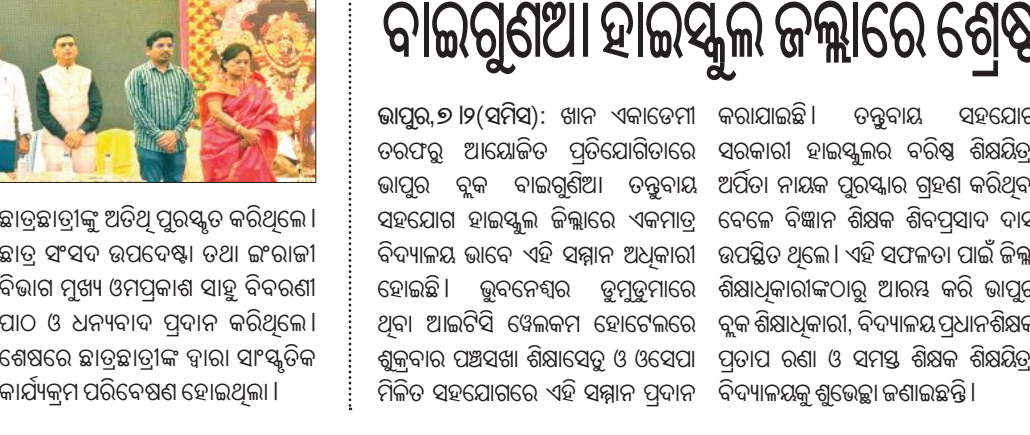 ଛାତ୍ରଛାତ୍ରୀଙ୍କୁ ଅତିଥି ପୁରସ୍କୃତ କରିଥିଲେ।
ଛାତ୍ର ସଂସଦ ଉପଦେଷ୍ଟା ତଥା ଇଂରାଜୀ
ବିଭାଗ ମୁଖ୍ୟ ଓମପ୍ରକାଶ ସାହୁ ବିବରଣୀ
ପାଠ ଓ ଧନ୍ୟବାଦ ପ୍ରଦାନ କରିଥିଲେ।
ଶେଷରେ ଛାତ୍ରଛାତ୍ରୀଙ୍କ ଦ୍ୱାରା ସାଂସ୍କୃତିକ
କାର୍ଯ୍ୟକ୍ରମ ପରିବେଷଣ ହୋଇଥିଲା।
ବାଇଗୁଣିଆ ହାଇସ୍କୁଲ ଜିଲ୍ଲାରେ ଶ୍ରେଷ୍ଠ
ଭାପୁର,୭।୨(ସମିସ): ଖାନ ଏକାଡେମୀ
ତରଫରୁ ଆୟୋଜିତ ପ୍ରତିଯୋଗିତାରେ
ଭାପୁର ବ୍ଲକ ବାଇଗୁଣିଆ ତନ୍ତୁବାୟ
ସହଯୋଗ ହାଇସ୍କୁଲ ଜିଲ୍ଲାରେ ଏକମାତ୍ର
ବିଦ୍ୟାଳୟ ଭାବେ ଏହି ସମ୍ମାନ ଅଧିକାରୀ
ହୋଇଛି। ଭୁବନେଶ୍ୱର ଡୁମୁଡୁମାରେ
ଥିବା ଆଇଟିସି ୱେଲକମ ହୋଟେଲରେ
ଶୁକ୍ରବାର ପଞ୍ଚସଖା ଶିକ୍ଷାସେତୁ ଓ ଓସେପା
ମିଳିତ ସହଯୋଗରେ ଏହି ସମ୍ମାନ ପ୍ରଦାନ
କରାଯାଇଛି। ତନ୍ତୁବାୟ ସହଯୋଗ
ସରକାରୀ ହାଇସ୍କୁଲର ବରିଷ୍ଠ ଶିକ୍ଷୟିତ୍ରୀ
ଅର୍ପିତା ନାୟକ ପୁରସ୍କାର ଗ୍ରହଣ କରିଥିବା
ବେଳେ ବିଜ୍ଞାନ ଶିକ୍ଷକ ଶିବପ୍ରସାଦ ଦାସ
ଉପସ୍ଥିତ ଥିଲେ। ଏହି ସଫଳତା ପାଇଁ ଜିଲ୍ଲା
ଶିକ୍ଷାଧିକାରୀଙ୍କଠାରୁ ଆରମ୍ଭ କରି ଭାପୁର
ବ୍ଲକ ଶିକ୍ଷାଧିକାରୀ, ବିଦ୍ୟାଳୟ ପ୍ରଧାନଶିକ୍ଷକ
ପ୍ରତାପ ରଣା ଓ ସମସ୍ତ ଶିକ୍ଷକ ଶିକ୍ଷୟିତ୍ରୀ
ବିଦ୍ୟାଳୟକୁ ଶୁଭେଚ୍ଛା ଜଣାଇଛନ୍ତି।